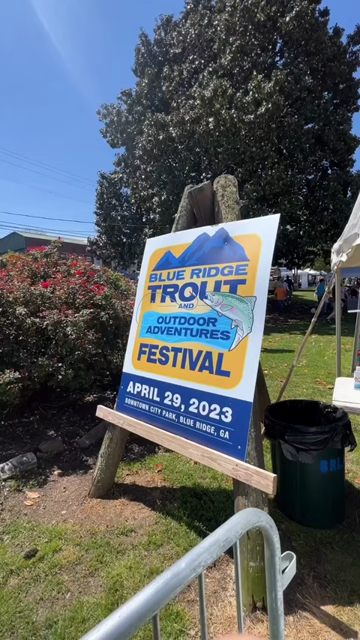 BLUE RIDGE
TROUT
AND
OUTDOOR
ADVENTURES
FESTIVAL
APRIL 29, 2023
DOWNTOWN CITY PARK, BLUE RIDGE, GA